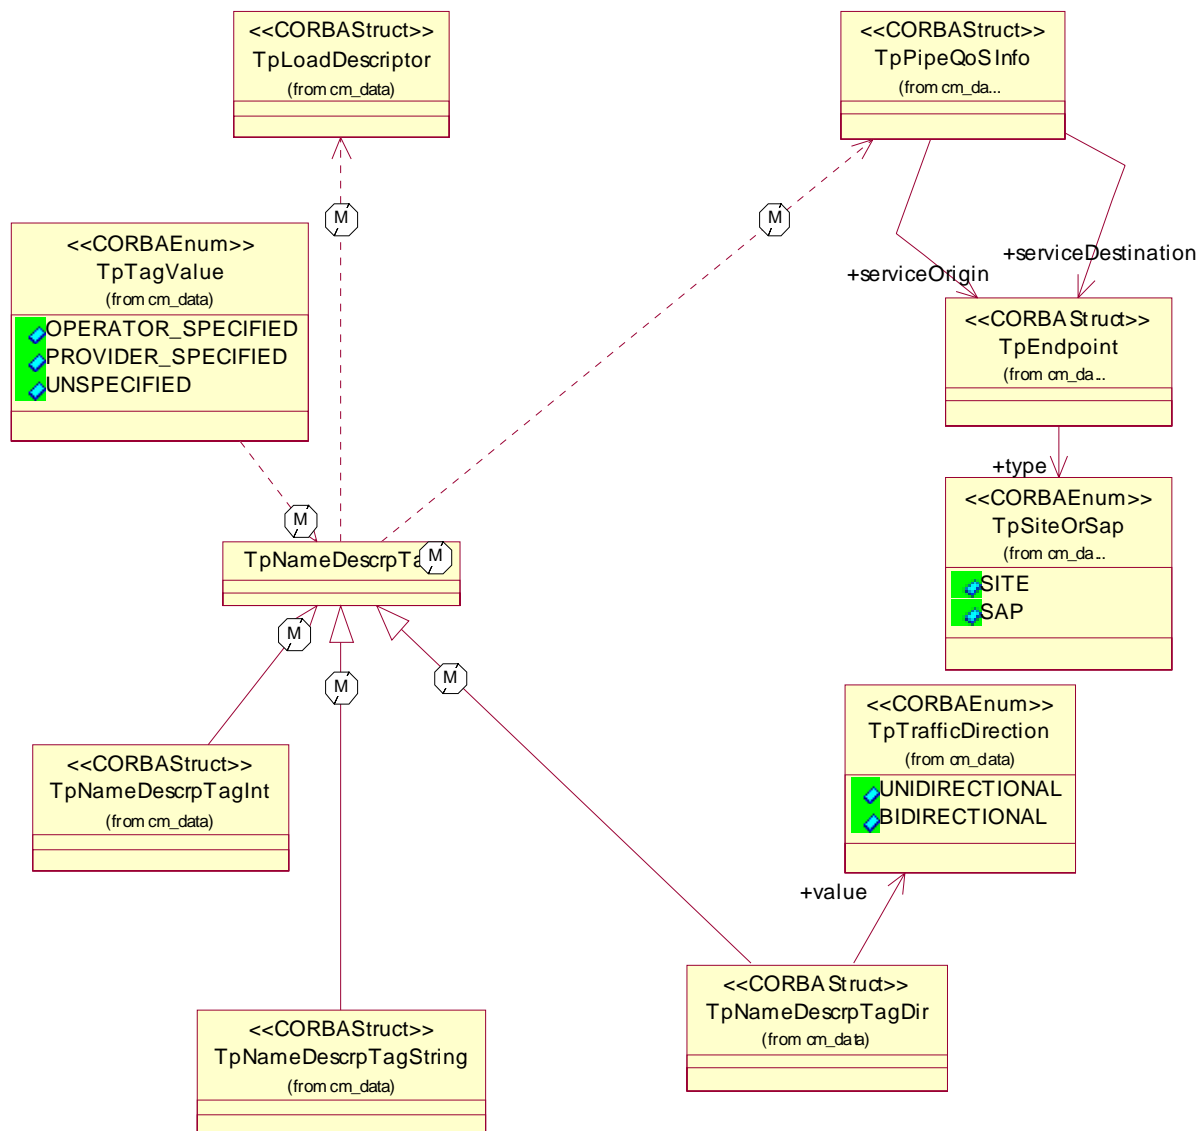 <<CORBAStruct>>
TpLoadDescriptor
(from cm_data)
<<CORBAStruct>>
TpPipeQoSInfo
(from cm_da...
M
M
<<CORBAEnum>>
TpTagValue
(from cm_data)
OPERATOR_SPECIFIED
PROVIDER_SPECIFIED
UNSPECIFIED
+serviceOrigin
+serviceDestination
<<CORBAStruct>>
TpEndpoint
(from cm_da...
+type
<<CORBAEnum>>
TpSiteOrSap
(from cm_da...
SITE
SAP
M
TpNameDescrpTa
M
M
M
M
<<CORBAStruct>>
TpNameDescrpTagInt
(from cm_data)
<<CORBAEnum>>
TpTrafficDirection
(from cm_data)
UNIDIRECTIONAL
BIDIRECTIONAL
+value
<<CORBAStruct>>
TpNameDescrpTagDir
(from cm_data)
<<CORBAStruct>>
TpNameDescrpTagString
(from cm_data)